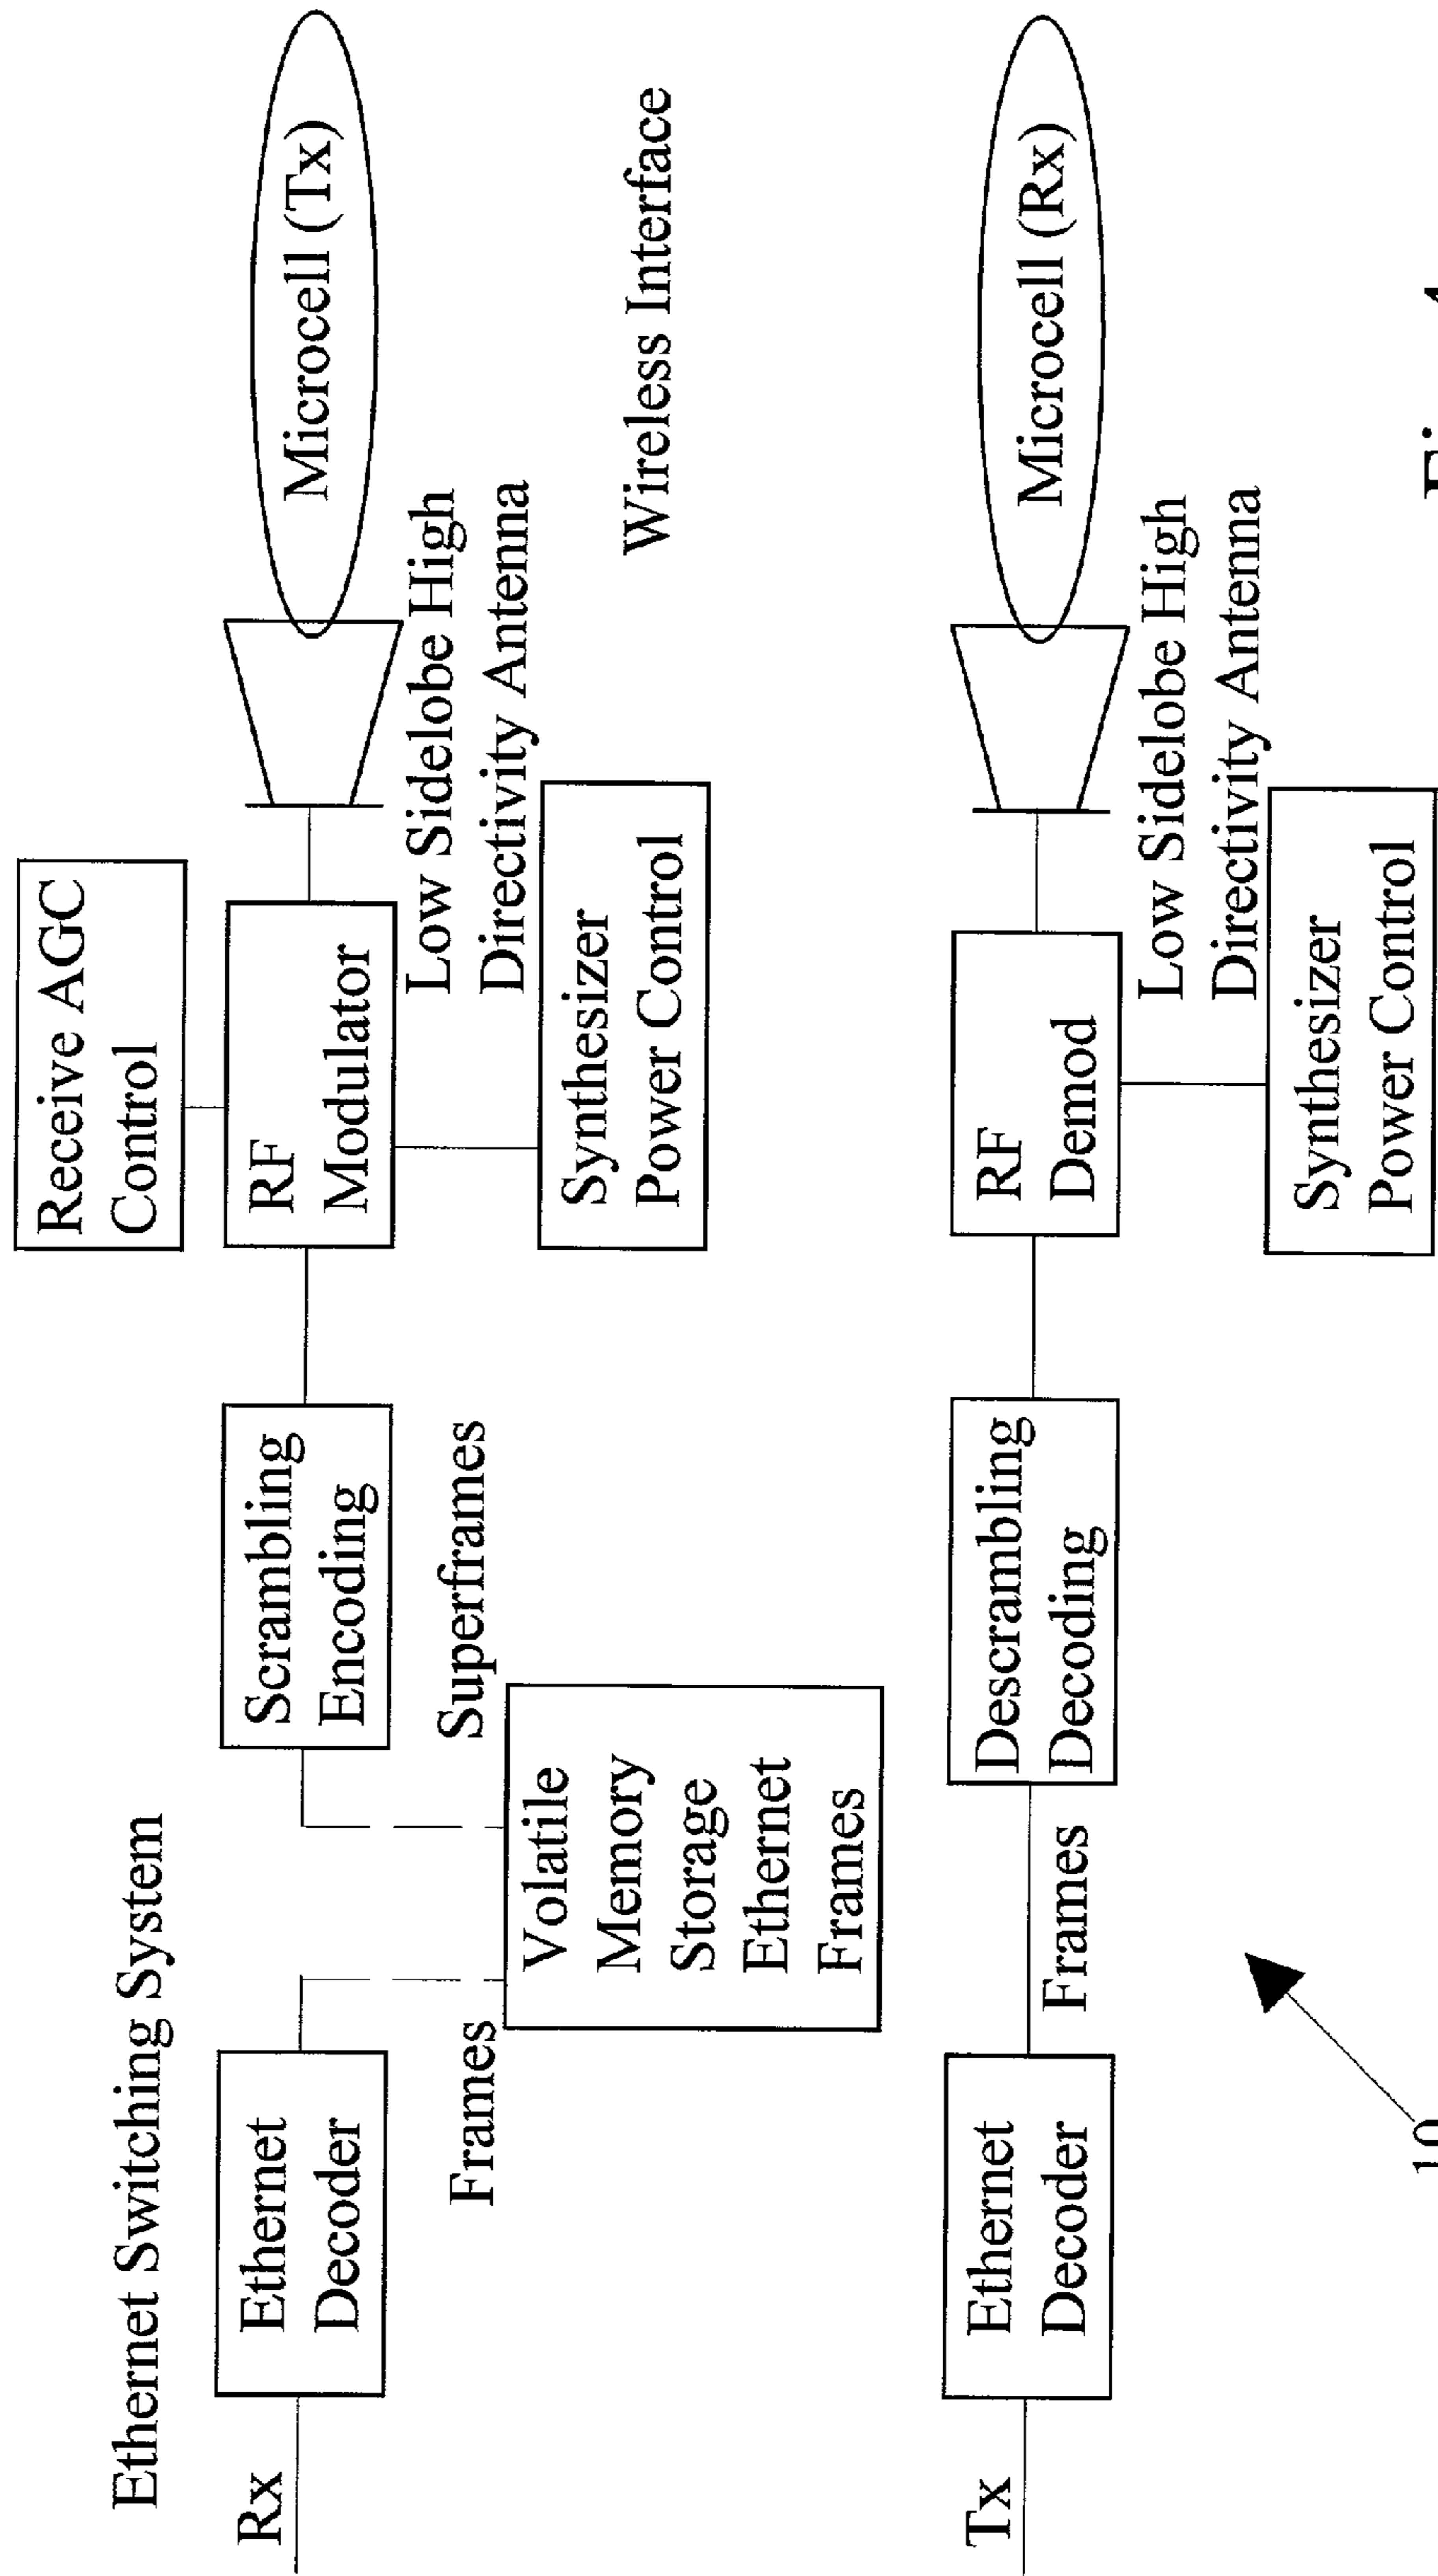 Ethernet Switching System
Rx
Ethernet
Decoder
Frames
Volatile
Memory
Storage
Ethernet
Frames
Superframes
Scrambling
Encoding
Receive AGC
Control
RF
Modulator
Synthesizer
Power Control
Low Sidelobe High
Directivity Antenna
Microcell (Tx)
Wireless Interface
Tx
Ethernet
Decoder
Frames
Descrambling
Decoding
RF
Demod
Synthesizer
Power Control
Low Sidelobe High
Directivity Antenna
Microcell (Rx)
10